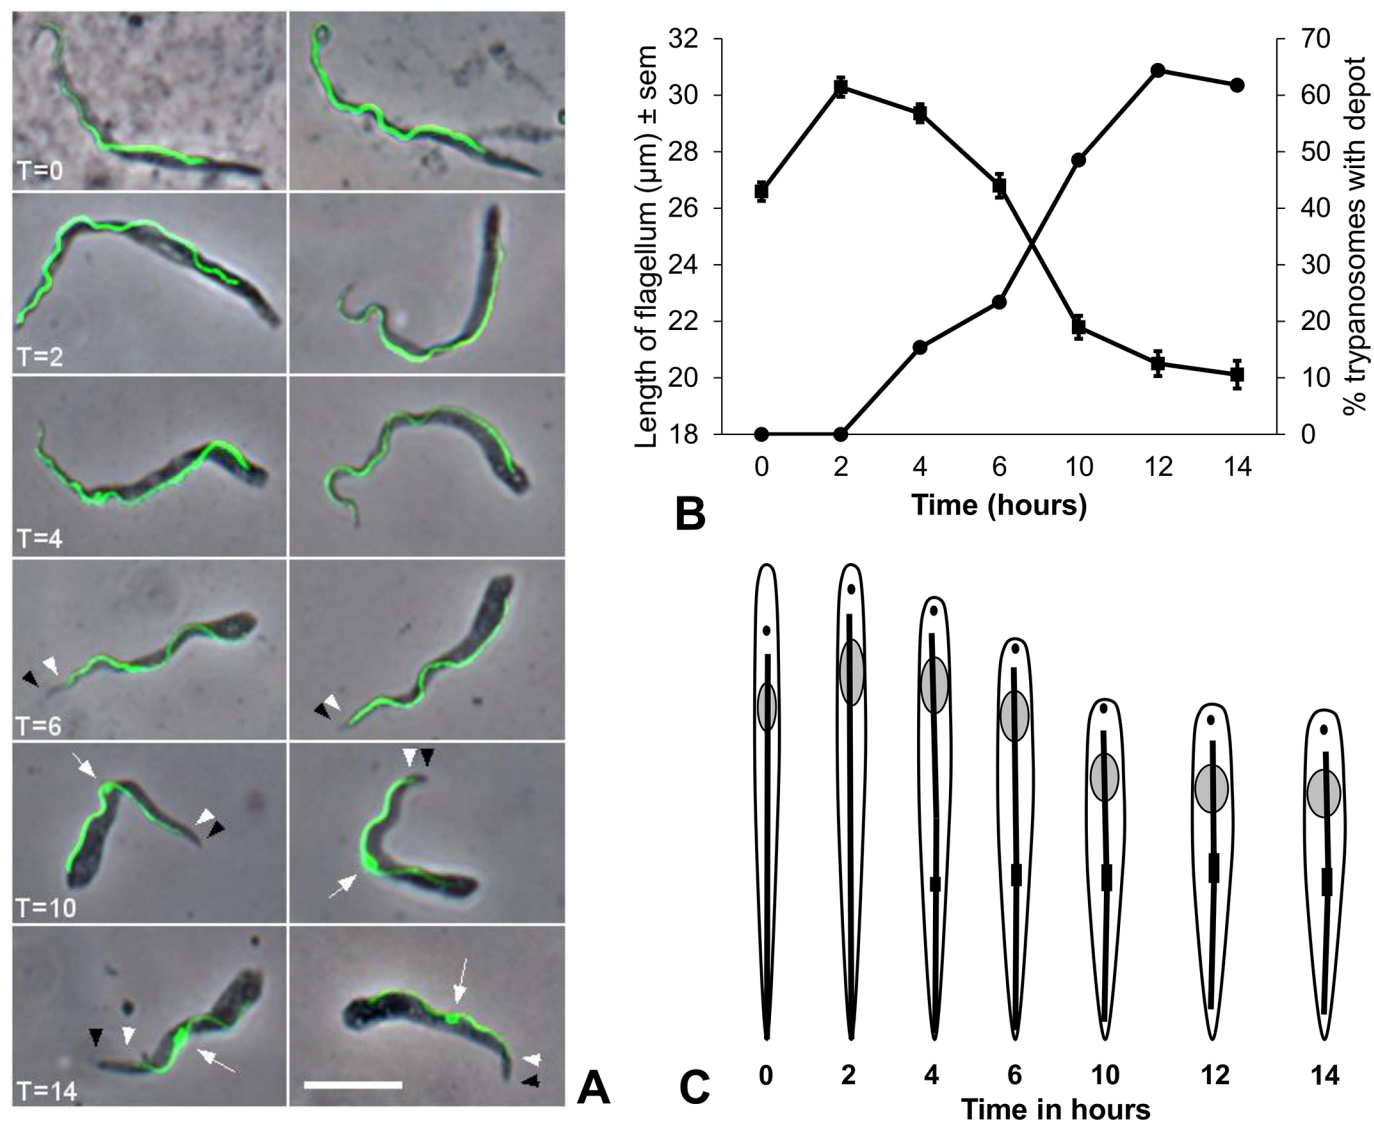 T=0
T=2
T=4
T=6
T=10
T=14
A
Length of flagellum (µm) ± sem
32
30
28
26
24
22
20
18
70
60
50
40
30
20
10
0
% trypanosomes with depot
0 2 4 6 10 12 14
Time (hours)
B
C
0 2 4 6 10 12 14
Time in hours